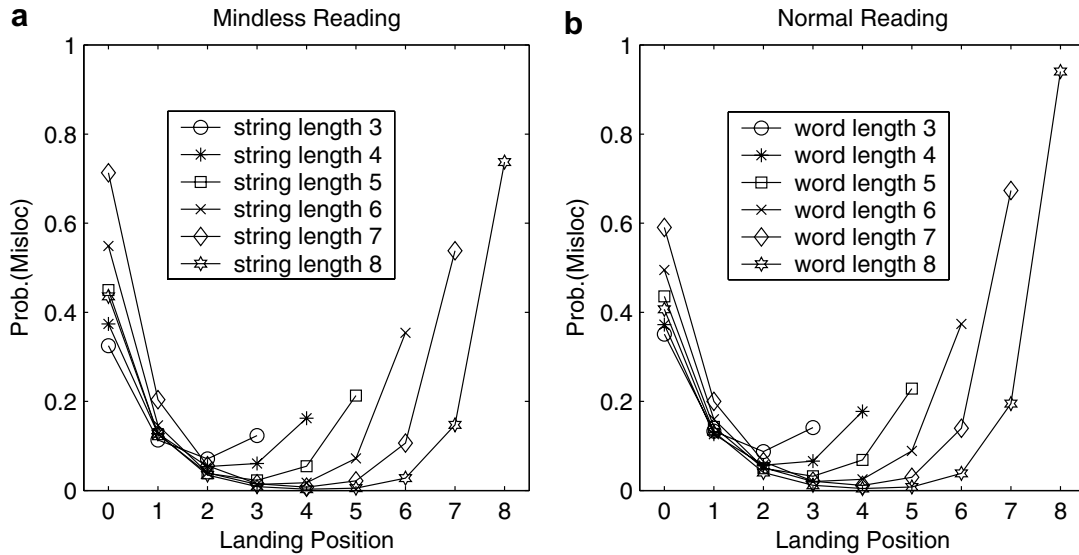 a
Mindless Reading
1
0.8
0.6
0.4
0.2
0
Prob.(Misloc)
string length 3
string length 4
string length 5
string length 6
string length 7
string length 8
0 1 2 3 4 5 6 7 8
Landing Position
b
Normal Reading
1
0.8
0.6
0.4
0.2
0
Prob.(Misloc)
word length 3
word length 4
word length 5
word length 6
word length 7
word length 8
0 1 2 3 4 5 6 7 8
Landing Position